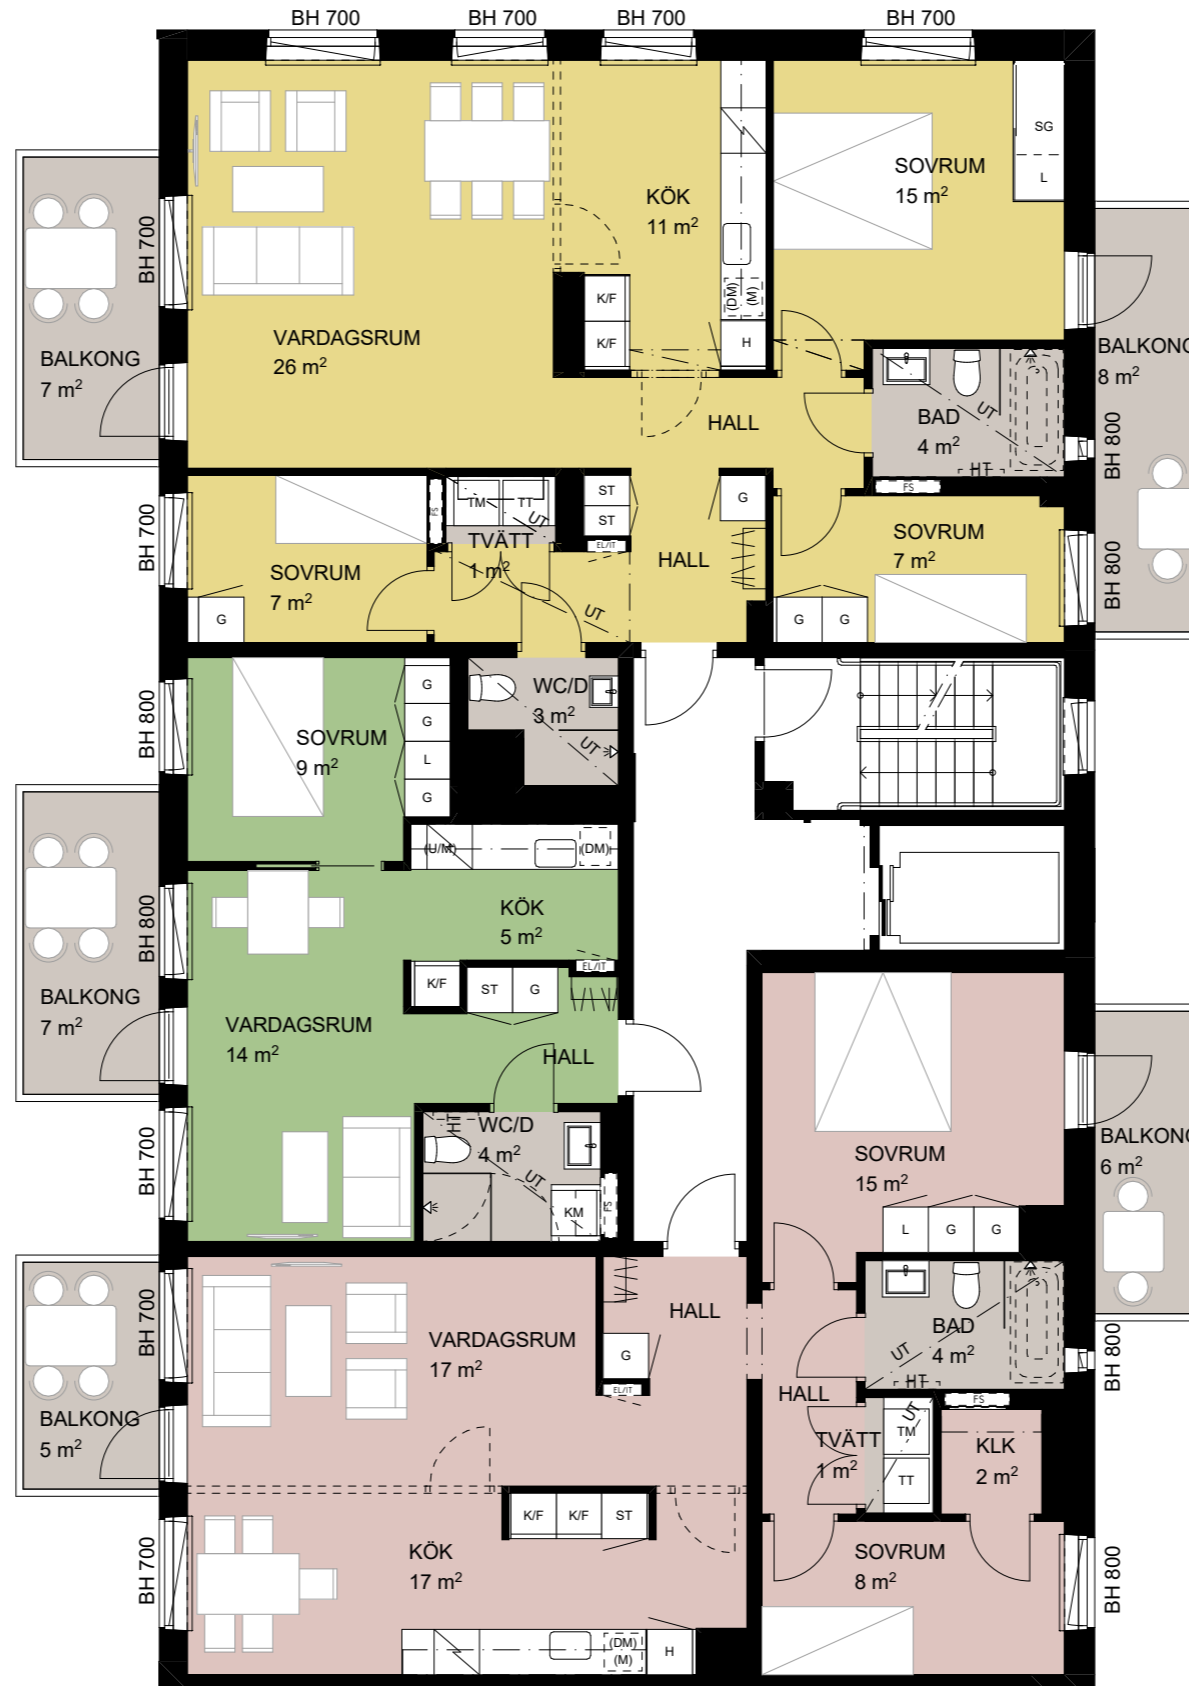 BH 700
BH 700
BH 700
BH 700
SG
L
SOVRUM
15 m²
KÖK
11 m²
BH 700
(DM)
(M)
K/F
K/F
H
VARDAGSRUM
26 m²
BALKONG
7 m²
BALKONG
8 m²
UT
BAD
4 m²
HT
HALL
BH 800
FS
BH 700
FS
TM
TT
UT
TVÄTT
1 m²
ST
ST
EL/IT
G
SOVRUM
7 m²
HALL
SOVRUM
7 m²
BH 800
G
UT
G
G
BH 800
SOVRUM
9 m²
G
G
L
G
WC/D
3 m²
UT
(U/M)
(DM)
KÖK
5 m²
BH 800
EL/IT
K/F
ST
G
BALKONG
7 m²
VARDAGSRUM
14 m²
HALL
BH 700
HT
WC/D
4 m²
UT
KM
FS
SOVRUM
15 m²
BALKONG
6 m²
L
G
G
BH 700
VARDAGSRUM
17 m²
HALL
G
EL/IT
BAD
4 m²
UT
HT
BH 800
FS
HALL
BALKONG
5 m²
TVÄTT
1 m²
UT
TM
TT
KLK
2 m²
K/F
K/F
ST
BH 700
KÖK
17 m²
SOVRUM
8 m²
BH 800
(DM)
(M)
H